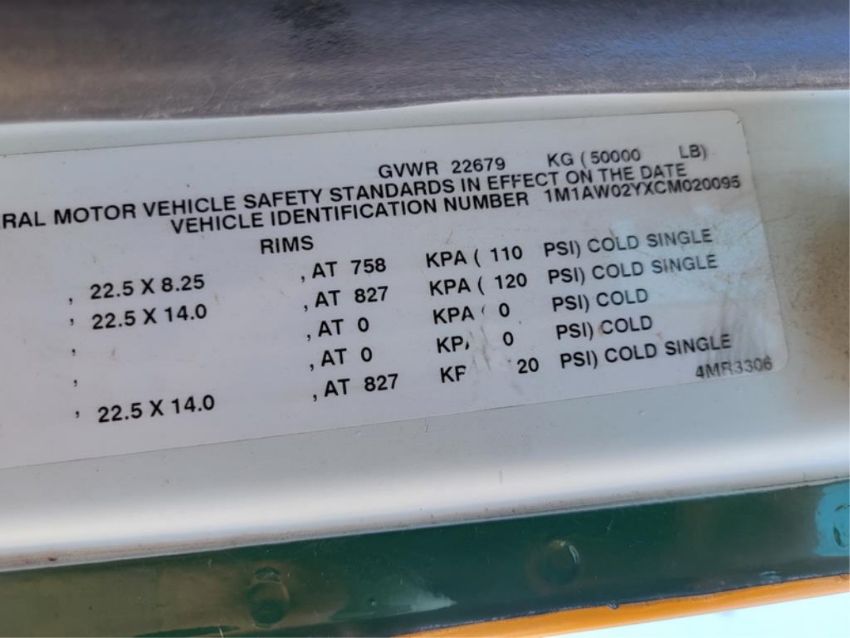 GVWR 22679 KG ( 50000 LB)
RAL MOTOR VEHICLE SAFETY STANDARDS IN EFFECT ON THE DATE
VEHICLE IDENTIFICATION NUMBER 1M1AW02YXCM020095
RIMS
, 22.5 X 8.25 , AT 758 KPA ( 110 PSI) COLD SINGLE
, 22.5 X 14.0 , AT 827 KPA ( 120 PSI) COLD SINGLE
, , AT 0 KPA ( 0 PSI) COLD
, , AT 0 KPA 0 PSI) COLD
, 22.5 X 14.0 , AT 827 KP 20 PSI) COLD SINGLE
4MR3306